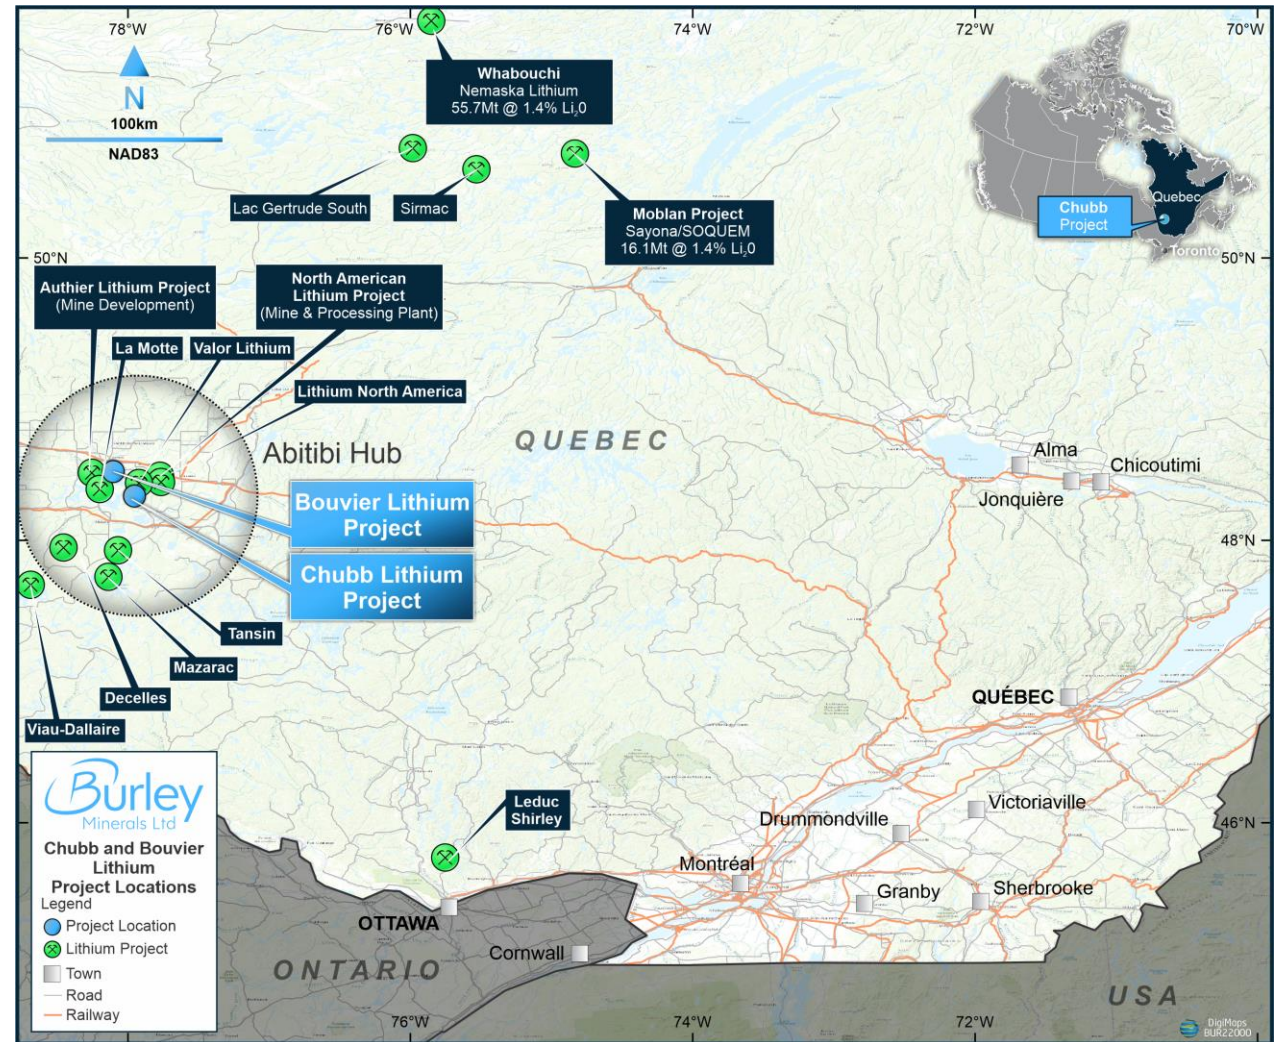 78°W
76°W
74°W
72°W
70°W
N
100km
NAD83
Whabouchi
Nemaska Lithium
55.7Mt @ 1.4% Li₂0
Lac Gertrude South
Sirmac
Moblan Project
Sayona/SOQUEM
16.1Mt @ 1.4% Li₂0
Quebec
Chubb
Project
Toronto
50°N
50°N
Authier Lithium Project
(Mine Development)
North American
Lithium Project
(Mine & Processing Plant)
La Motte
Valor Lithium
Lithium North America
QUEBEC
Abitibi Hub
Alma
Chicoutimi
Jonquière
Bouvier Lithium
Project
Chubb Lithium
Project
48°N
Tansin
Mazarac
Decelles
Viau-Dallaire
QUÉBEC
Burley
Minerals Ltd
Chubb and Bouvier
Lithium
Project Locations
Legend
Project Location
Lithium Project
Town
Road
Railway
Leduc
Shirley
Victoriaville
Drummondville
46°N
Montréal
Granby
Sherbrooke
OTTAWA
Cornwall
ONTARIO
USA
76°W
74°W
72°W
DigiMaps
BUR22000